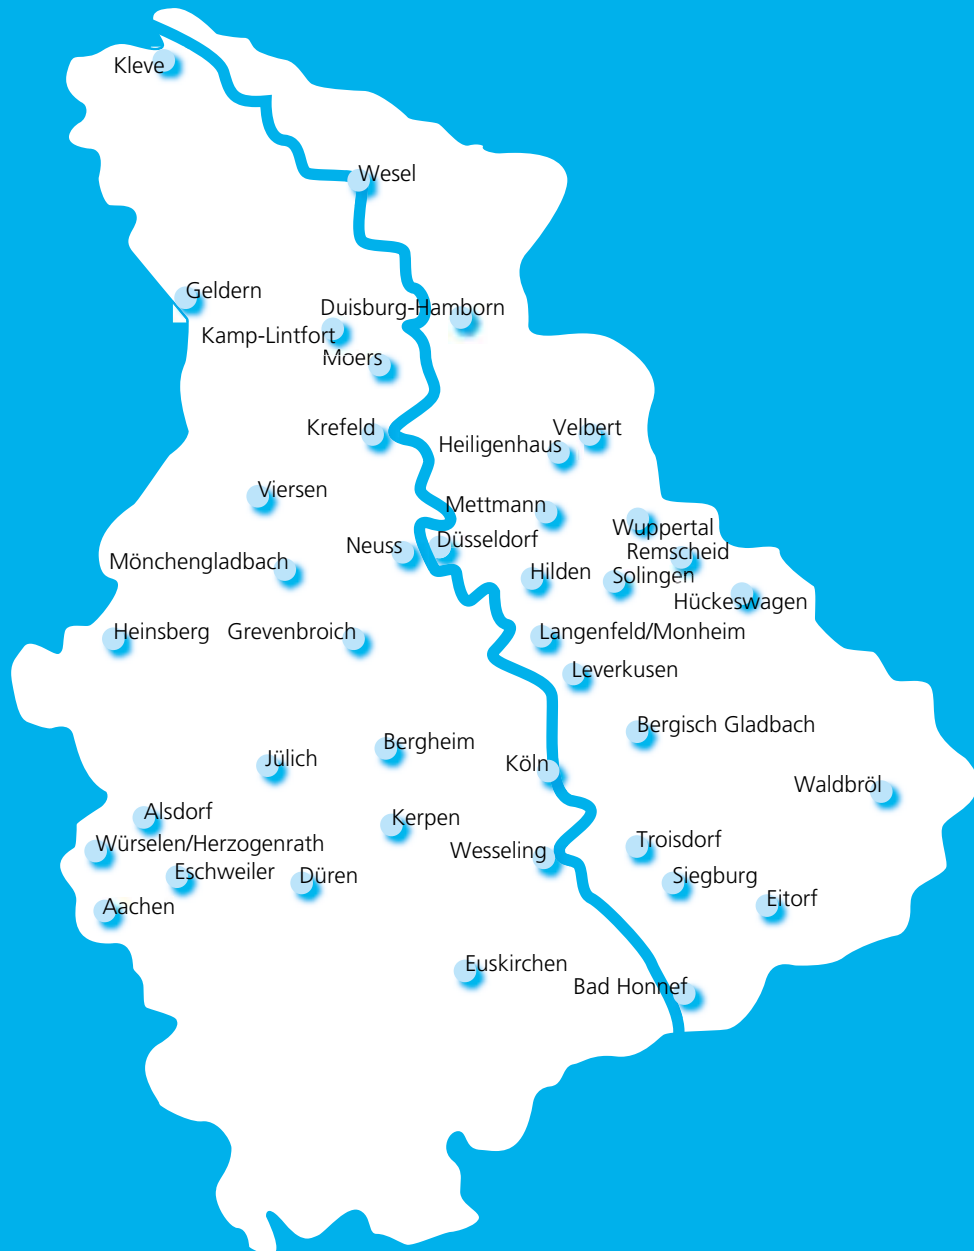 Kleve
Wesel
Geldern
Duisburg-Hamborn
Kamp-Lintfort
Moers
Krefeld
Velbert
Heiligenhaus
Viersen
Mettmann
Wuppertal
Neuss
Düsseldorf
Remscheid
Mönchengladbach
Hilden
Solingen
Hückeswagen
Heinsberg
Grevenbroich
Langenfeld/Monheim
Leverkusen
Bergisch Gladbach
Bergheim
Jülich
Köln
Waldbröl
Alsdorf
Kerpen
Würselen/Herzogenrath
Wesseling
Troisdorf
Eschweiler
Düren
Siegburg
Eitorf
Aachen
Euskirchen
Bad Honnef